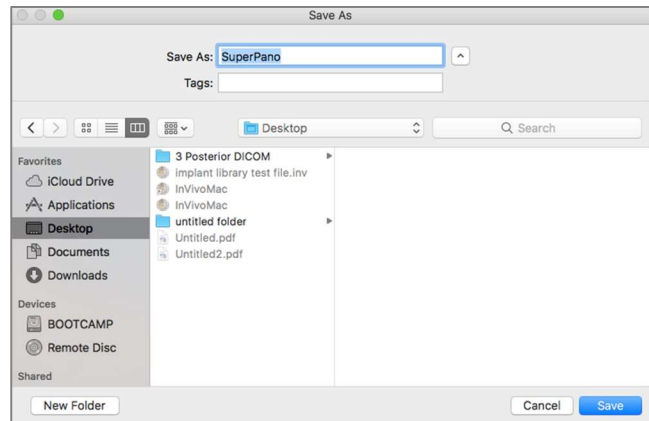 Save As
Save As: SuperPano
Tags:
Desktop
Search
Favorites
iCloud Drive
Applications
Desktop
Documents
Downloads
Devices
BOOTCAMP
Remote Disc
Shared
3 Posterior DICOM
implant library test file.inv
InVivoMac
InVivoMac
untitled folder
Untitled.pdf
Untitled2.pdf
New Folder
Cancel
Save